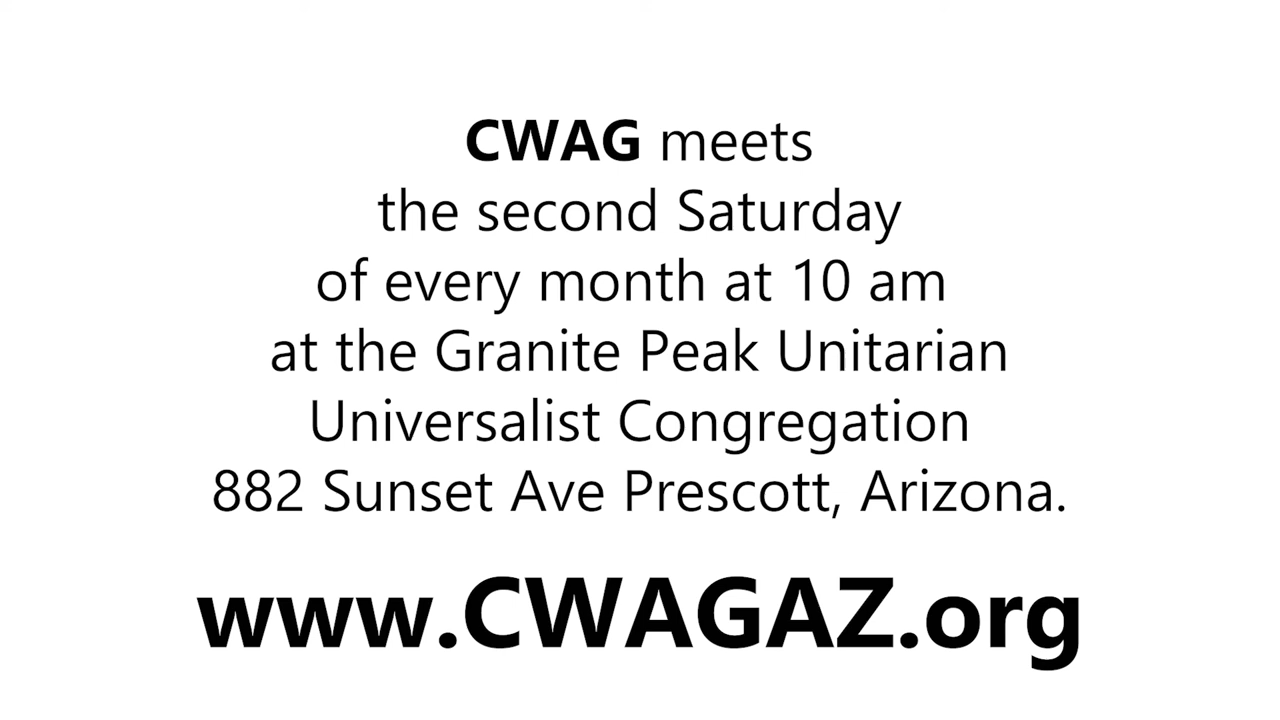 CWAG meets
the second Saturday
of every month at 10 am
at the Granite Peak Unitarian
Universalist Congregation
882 Sunset Ave Prescott, Arizona.
www.CWAGAZ.org